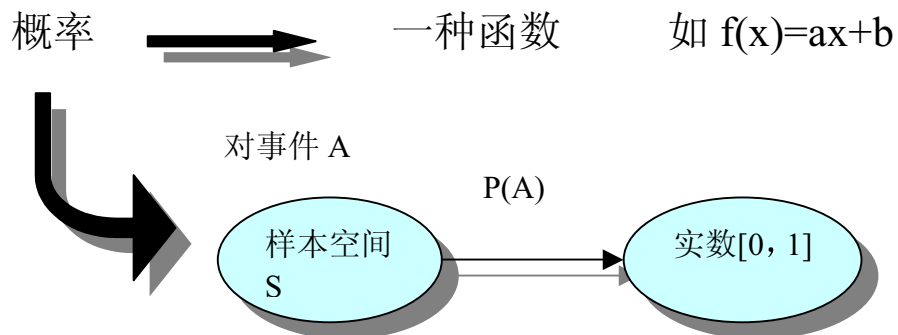 概率 一种函数 如 f(x)=ax+b
对事件 A
P(A)
样本空间
S
实数[0，1]